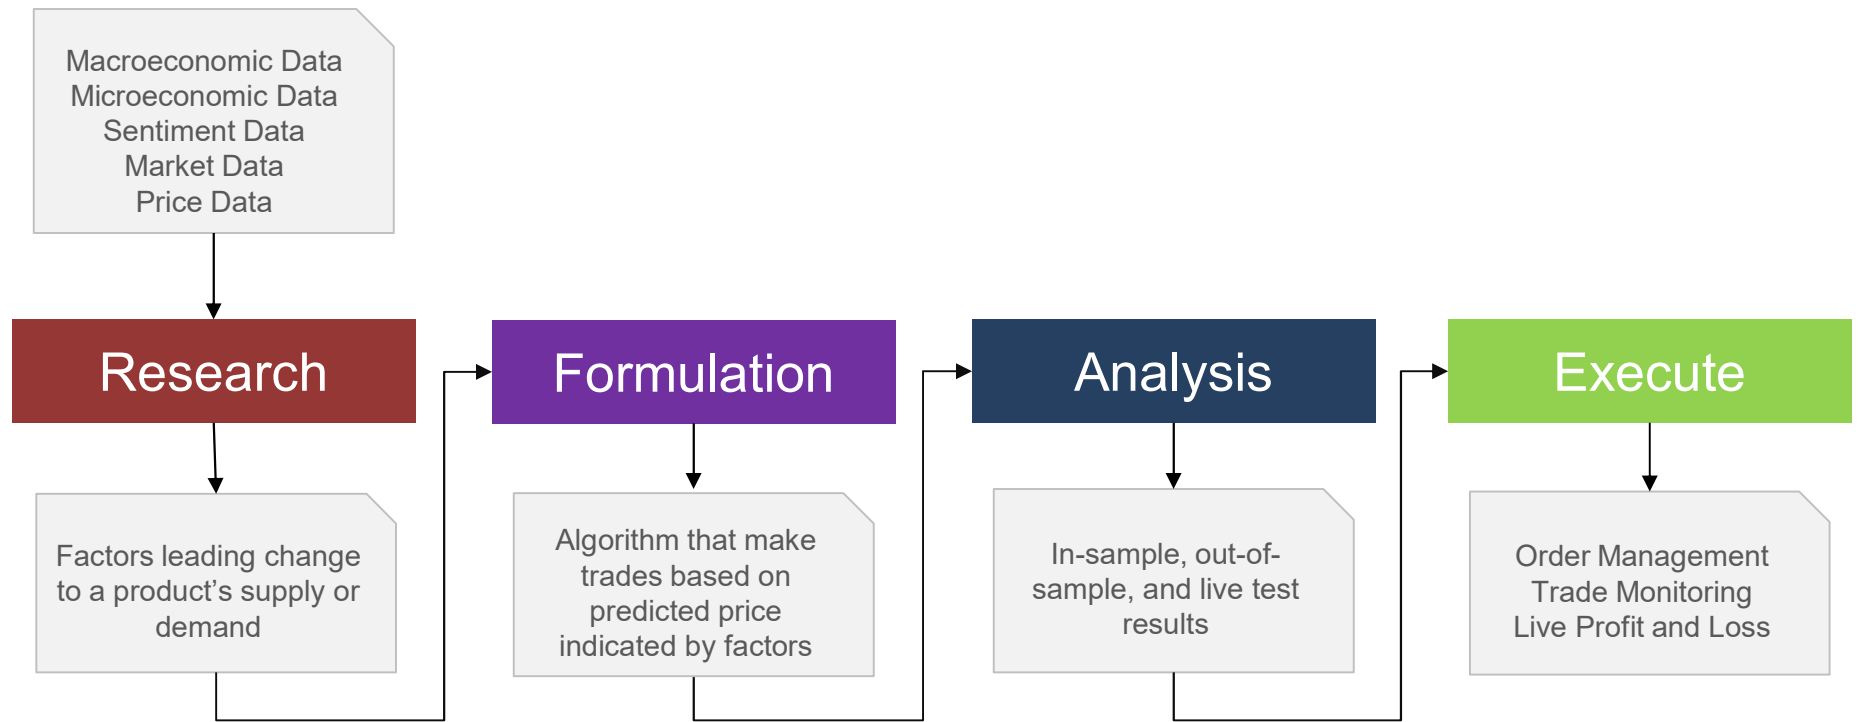 Macroeconomic Data
Microeconomic Data
Sentiment Data
Market Data
Price Data
Research
Formulation
Analysis
Execute
Factors leading change
to a product’s supply or
demand
Algorithm that make
trades based on
predicted price
indicated by factors
In-sample, out-of-
sample, and live test
results
Order Management
Trade Monitoring
Live Profit and Loss